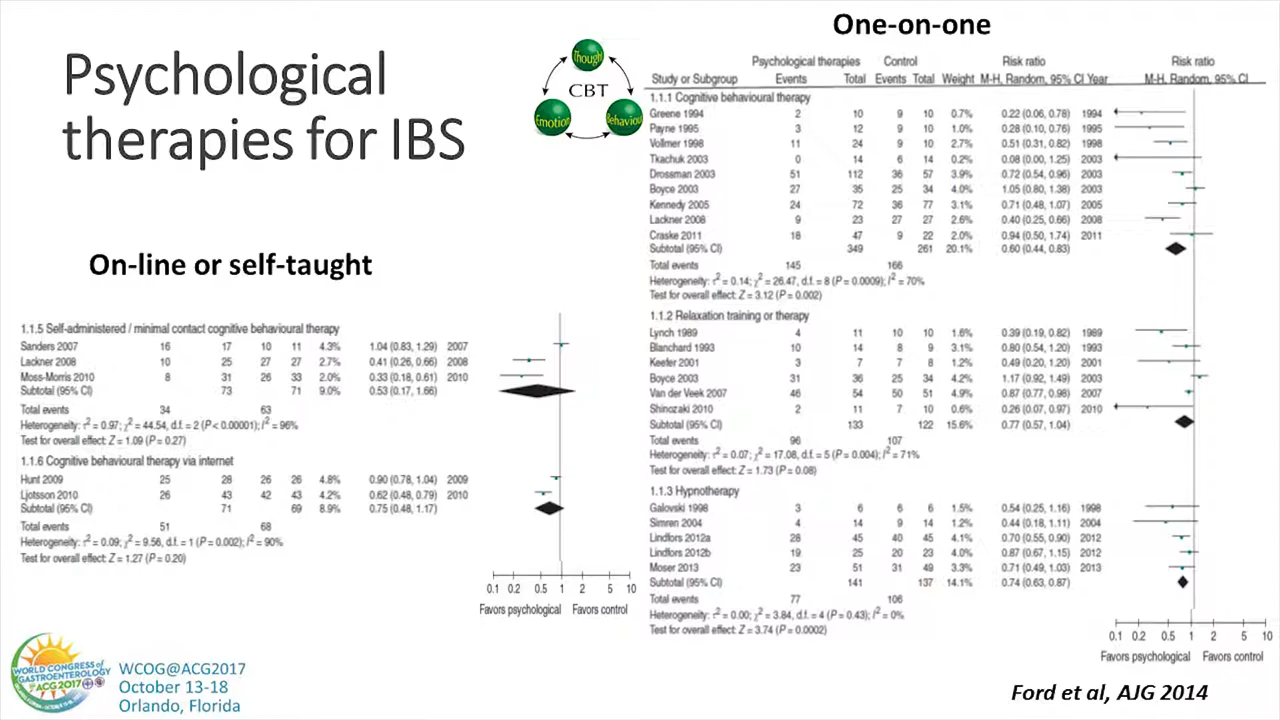 Psychological
therapies for IBS
Thought
CBT
Emotion
Behaviour
On-line or self-taught
1.1.5 Self-administered / minimal contact cognitive behavioural therapy
Sanders 2007 16 17 10 11 4.3% 1.04 (0.83, 1.29) 2007
Lackner 2008 10 25 27 27 2.7% 0.41 (0.26, 0.66) 2008
Moss-Morris 2010 8 31 26 33 2.0% 0.33 (0.18, 0.61) 2010
Subtotal (95% CI) 73 71 9.0% 0.53 (0.17, 1.66)
Total events 34 63
Heterogeneity: τ² = 0.97; χ² = 44.54, d.f. = 2 (P < 0.00001); I² = 96%
Test for overall effect: Z = 1.09 (P = 0.27)
1.1.6 Cognitive behavioural therapy via internet
Hunt 2009 25 28 26 26 4.8% 0.90 (0.78, 1.04) 2009
Ljotsson 2010 26 43 42 43 4.2% 0.62 (0.48, 0.79) 2010
Subtotal (95% CI) 71 69 8.9% 0.75 (0.48, 1.17)
Total events 51 68
Heterogeneity: τ² = 0.09; χ² = 9.56, d.f. = 1 (P = 0.002); I² = 90%
Test for overall effect: Z = 1.27 (P = 0.20)
0.1 0.2 0.5 1 2 5 10
Favors psychological Favors control
One-on-one
Psychological therapies Control Risk ratio Risk ratio
Study or Subgroup Events Total Events Total Weight M-H, Random, 95% CI Year M-H, Random, 95% CI
1.1.1 Cognitive behavioural therapy
Greene 1994 2 10 9 10 0.7% 0.22 (0.06, 0.78) 1994
Payne 1995 3 12 9 10 1.0% 0.28 (0.10, 0.76) 1995
Vollmer 1998 11 24 9 10 2.7% 0.51 (0.31, 0.82) 1998
Tkachuk 2003 0 14 6 14 0.2% 0.08 (0.00, 1.25) 2003
Drossman 2003 51 112 36 57 3.9% 0.72 (0.54, 0.96) 2003
Boyce 2003 27 35 25 34 4.0% 1.05 (0.80, 1.38) 2003
Kennedy 2005 24 72 36 77 3.1% 0.71 (0.48, 1.07) 2005
Lackner 2008 9 23 27 27 2.6% 0.40 (0.25, 0.66) 2008
Craske 2011 18 47 9 22 2.0% 0.94 (0.50, 1.74) 2011
Subtotal (95% CI) 349 261 20.1% 0.60 (0.44, 0.83)
Total events 145 166
Heterogeneity: τ² = 0.14; χ² = 26.47, d.f. = 8 (P = 0.0009); I² = 70%
Test for overall effect: Z = 3.12 (P = 0.002)
1.1.2 Relaxation training or therapy
Lynch 1989 4 11 10 10 1.6% 0.39 (0.19, 0.82) 1989
Blanchard 1993 10 14 8 9 2.9% 0.80 (0.54, 1.20) 1993
Keefer 2001 3 7 7 8 1.2% 0.49 (0.20, 1.20) 2001
Boyce 2003 31 36 25 34 4.2% 1.17 (0.92, 1.49) 2003
Van der Veek 2007 46 54 50 51 4.9% 0.87 (0.77, 0.98) 2007
Shinozaki 2010 2 11 7 10 0.6% 0.26 (0.07, 0.97) 2010
Subtotal (95% CI) 133 122 15.6% 0.77 (0.57, 1.04)
Total events 96 107
Heterogeneity: τ² = 0.07; χ² = 17.08, d.f. = 5 (P = 0.004); I² = 71%
Test for overall effect: Z = 1.73 (P = 0.08)
1.1.3 Hypnotherapy
Galovski 1998 3 6 6 6 1.5% 0.54 (0.25, 1.16) 1998
Simren 2004 4 14 9 14 1.2% 0.44 (0.18, 1.11) 2004
Lindfors 2012a 28 45 40 45 4.1% 0.70 (0.55, 0.90) 2012
Lindfors 2012b 19 25 20 23 4.0% 0.87 (0.67, 1.15) 2012
Moser 2013 23 51 31 49 3.3% 0.71 (0.49, 1.03) 2013
Subtotal (95% CI) 141 137 14.1% 0.74 (0.63, 0.87)
Total events 77 106
Heterogeneity: τ² = 0.00; χ² = 3.84, d.f. = 4 (P = 0.43); I² = 0%
Test for overall effect: Z = 3.74 (P = 0.0002)
0.1 0.2 0.5 1 2 5 10
Favors psychological Favors control
WORLD CONGRESS of
GASTROENTEROLOGY
at ACG2017
WCOG@ACG2017
October 13-18
Orlando, Florida
Ford et al, AJG 2014